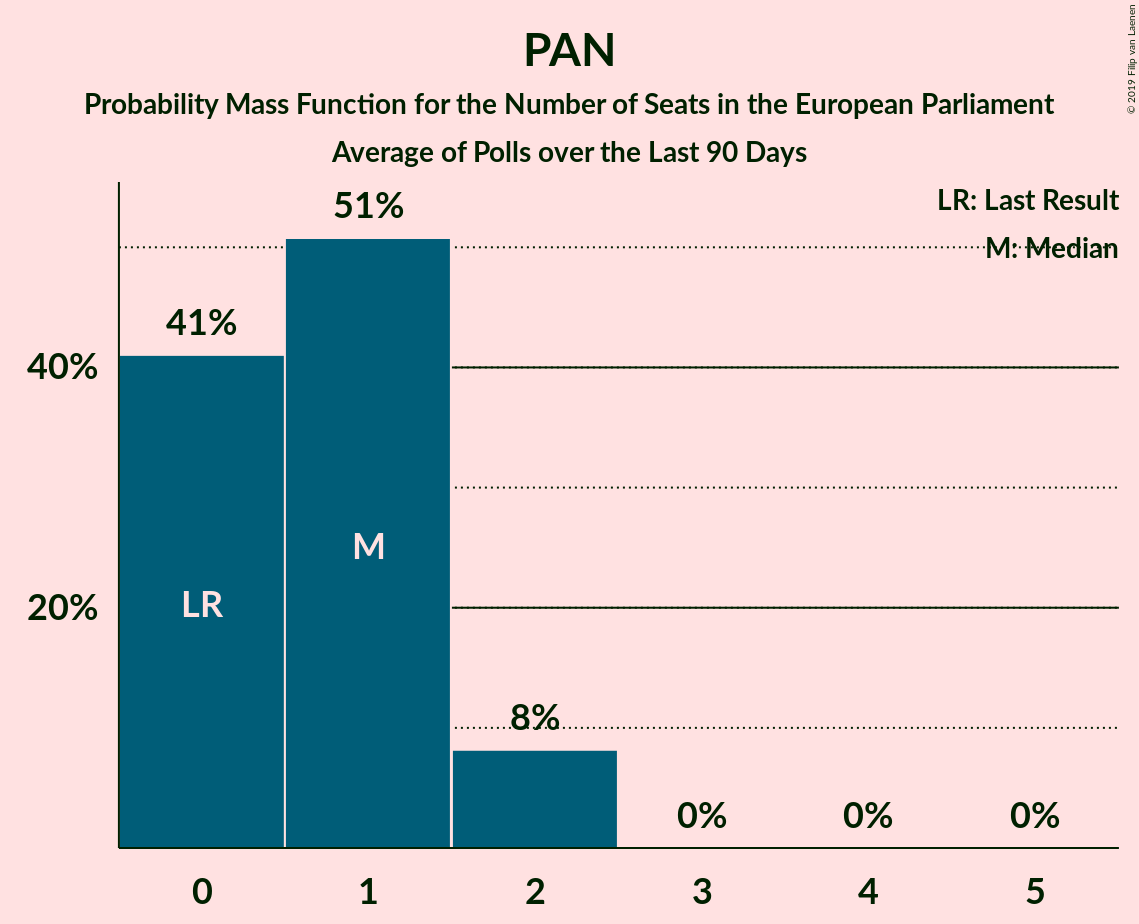 PAN
Probability Mass Function for the Number of Seats in the European Parliament
Average of Polls over the Last 90 Days
© 2019 Filip van Laenen
LR: Last Result
M: Median
51%
41%
40%
M
LR
20%
8%
0% 0% 0%
0 1 2 3 4 5